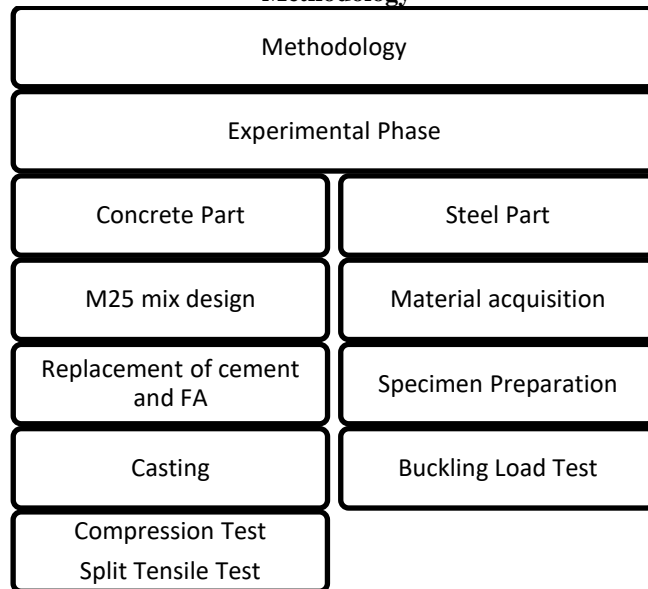 Methodology
Methodology
Experimental Phase
Concrete Part
Steel Part
M25 mix design
Material acquisition
Replacement of cement
and FA
Specimen Preparation
Casting
Buckling Load Test
Compression Test
Split Tensile Test